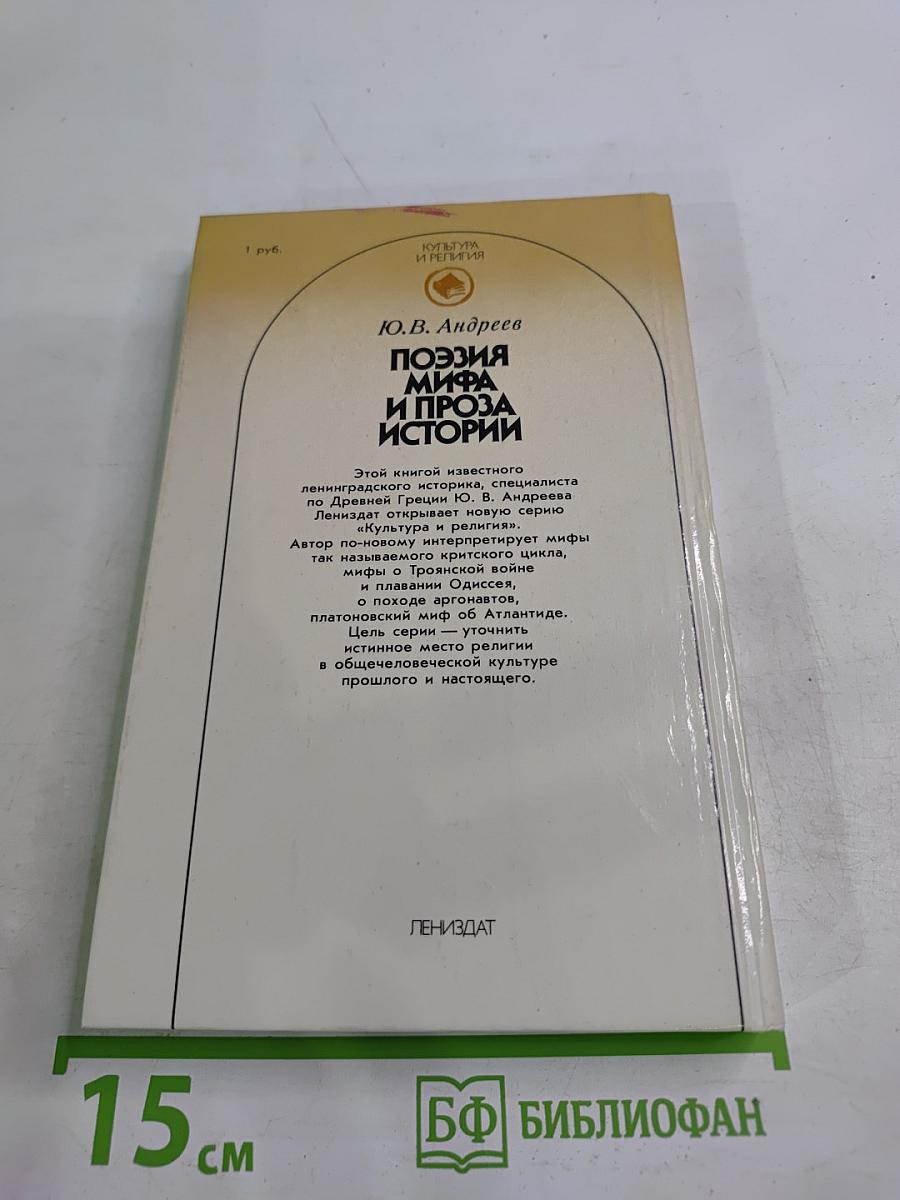 1 руб.
КУЛЬТУРА
И РЕЛИГИЯ
Ю.В. Андреев
ПОЭЗИЯ
МИФА
И ПРОЗА
ИСТОРИИ
Этой книгой известного
ленинградского историка, специалиста
по Древней Греции Ю. В. Андреева
Лениздат открывает новую серию
«Культура и религия».
Автор по-новому интерпретирует мифы
так называемого критского цикла,
мифы о Троянской войне
и плавании Одиссея,
о походе аргонавтов,
платоновский миф об Атлантиде.
Цель серии — уточнить
истинное место религии
в общечеловеческой культуре
прошлого и настоящего.
ЛЕНИЗДАТ
15 см
БФ БИБЛИОФАН